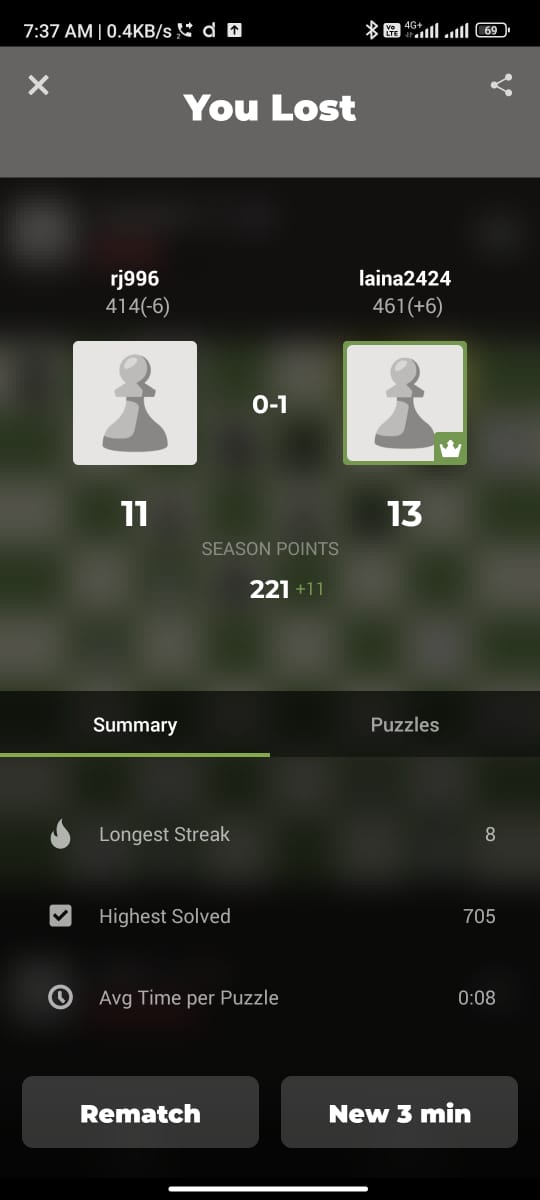 7:37 AM | 0.4KB/s
4G+
69
You Lost
rj996
laina2424
414(-6)
461(+6)
0-1
11
13
SEASON POINTS
221 +11
Summary
Puzzles
Longest Streak 8
Highest Solved 705
Avg Time per Puzzle 0:08
Rematch
New 3 min